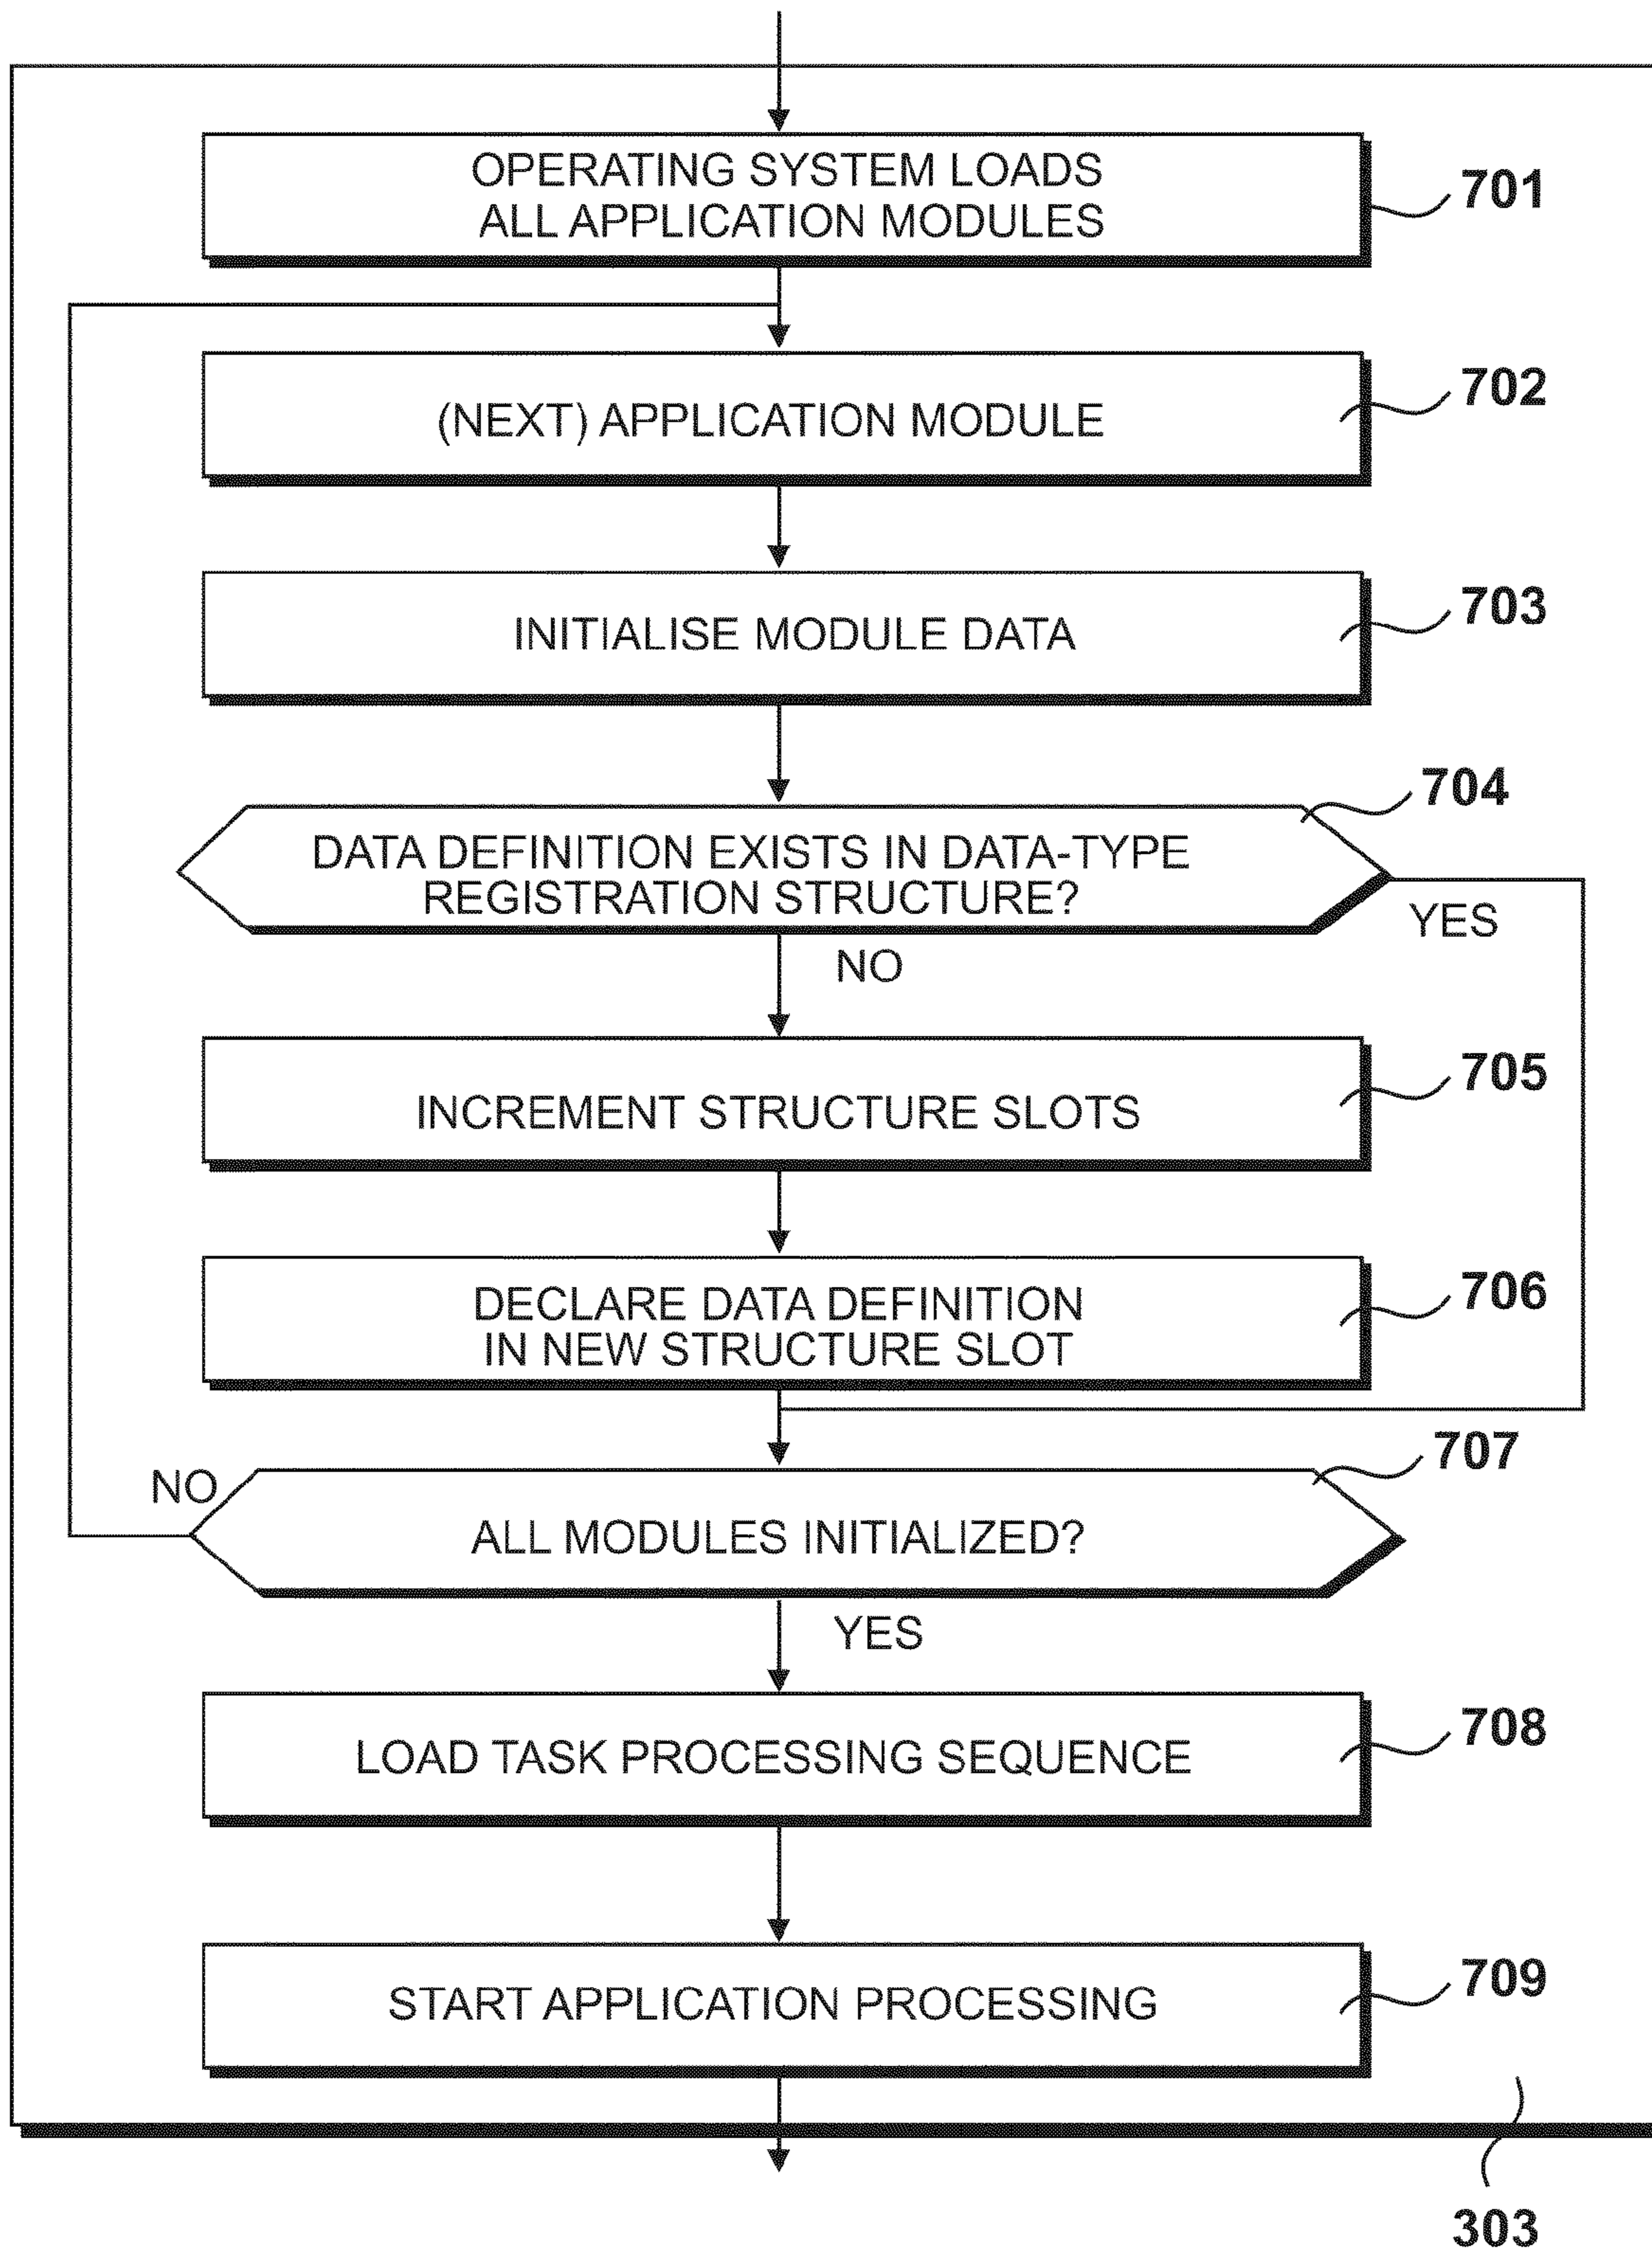 OPERATING SYSTEM LOADS
ALL APPLICATION MODULES
701
(NEXT) APPLICATION MODULE
702
INITIALISE MODULE DATA
703
704
DATA DEFINITION EXISTS IN DATA-TYPE
REGISTRATION STRUCTURE?
YES
NO
INCREMENT STRUCTURE SLOTS
705
DECLARE DATA DEFINITION
IN NEW STRUCTURE SLOT
706
707
NO
ALL MODULES INITIALIZED?
YES
LOAD TASK PROCESSING SEQUENCE
708
START APPLICATION PROCESSING
709
303